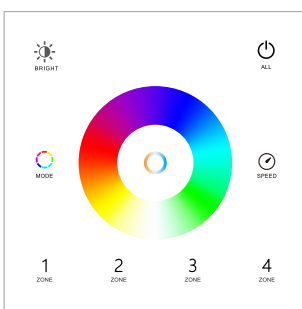 BRIGHT
ALL
MODE
SPEED
1 2 3 4
ZONE ZONE ZONE ZONE